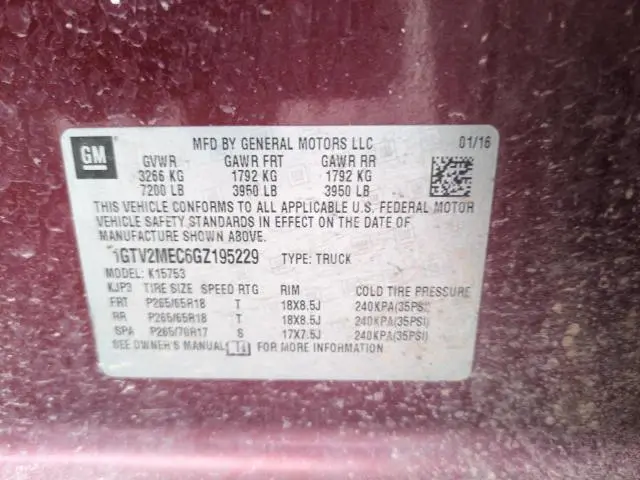 GM
MFD BY GENERAL MOTORS LLC 01/16
GVWR GAWR FRT GAWR RR
3266 KG 1792 KG 1792 KG
7200 LB 3950 LB 3950 LB
THIS VEHICLE CONFORMS TO ALL APPLICABLE U.S. FEDERAL MOTOR
VEHICLE SAFETY STANDARDS IN EFFECT ON THE DATE OF
MANUFACTURE SHOWN ABOVE.
1GTV2MEC6GZ195229 TYPE: TRUCK
MODEL: K15753
KJP3 TIRE SIZE SPEED RTG RIM COLD TIRE PRESSURE
FRT P265/65R18 T 18X8.5J 240KPA(35PSI)
RR P265/65R18 T 18X8.5J 240KPA(35PSI)
SPA P265/70R17 S 17X7.5J 240KPA(35PSI)
SEE OWNER'S MANUAL FOR MORE INFORMATION